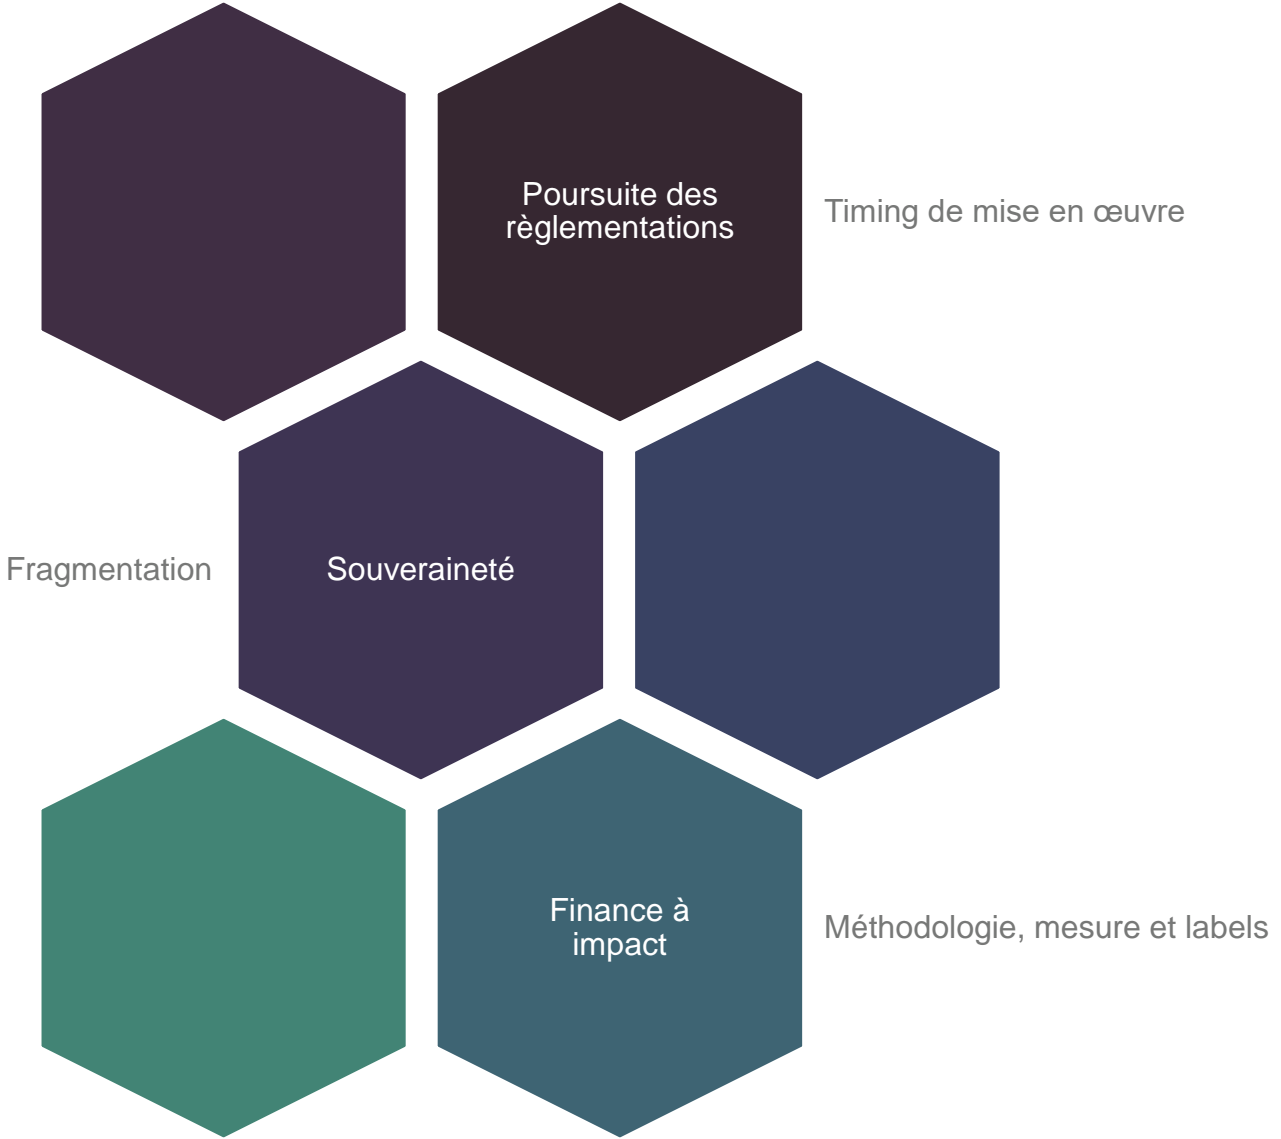 Poursuite des
règlementations
Timing de mise en œuvre
Fragmentation
Souveraineté
Finance à
impact
Méthodologie, mesure et labels